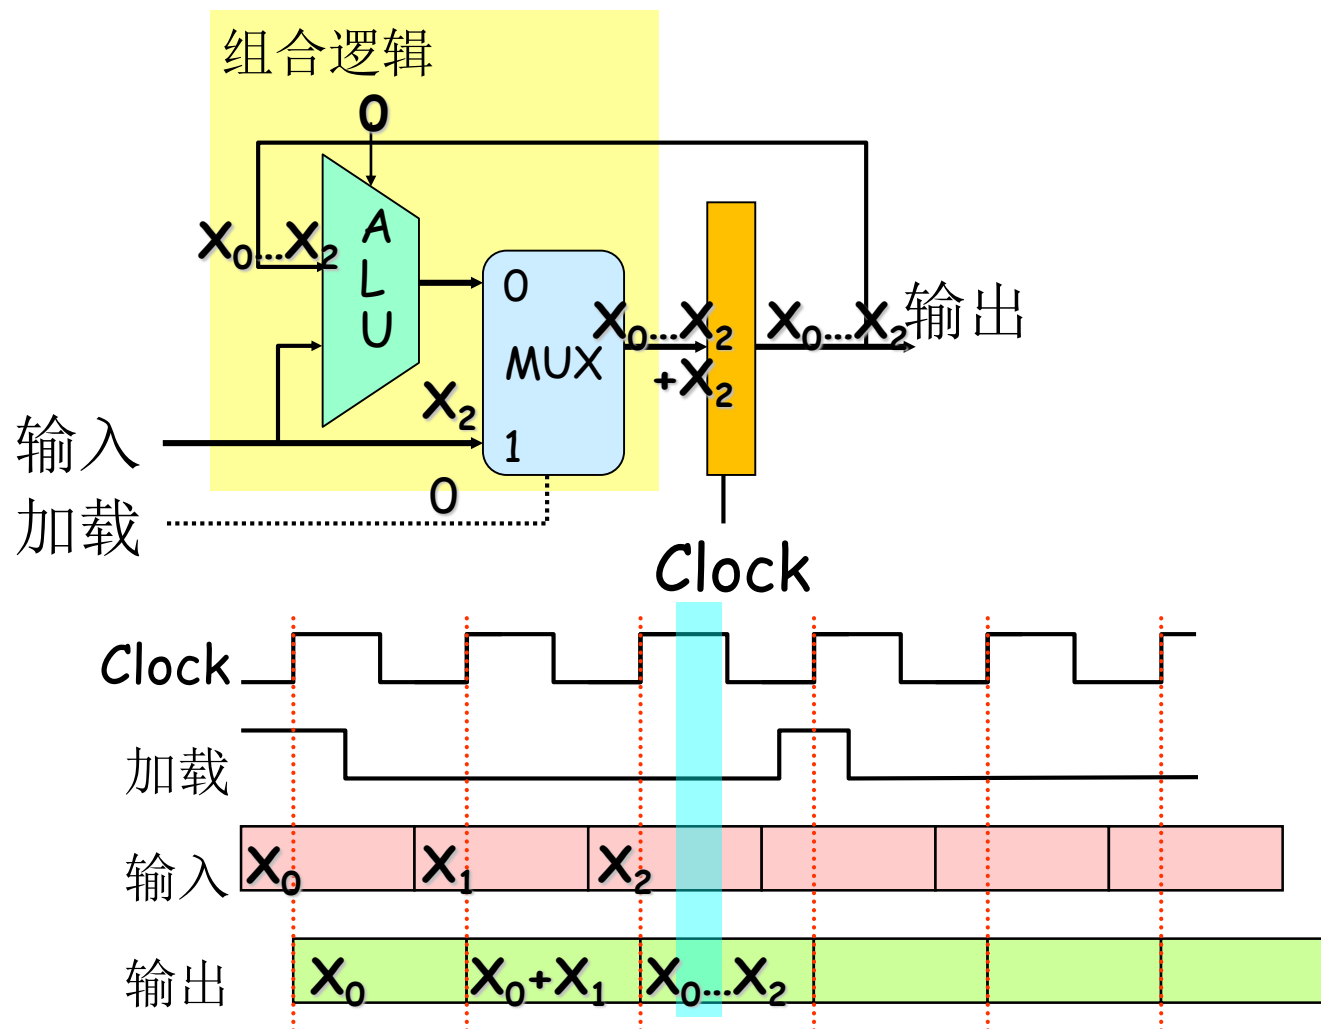 组合逻辑
0
X₀...X₂
A
L
U
0
MUX
1
X₀...X₂
+X₂
X₀...X₂
输出
X₂
输入
0
加载
Clock
Clock
加载
输入
X₀
X₁
X₂
输出
X₀
X₀+X₁
X₀...X₂